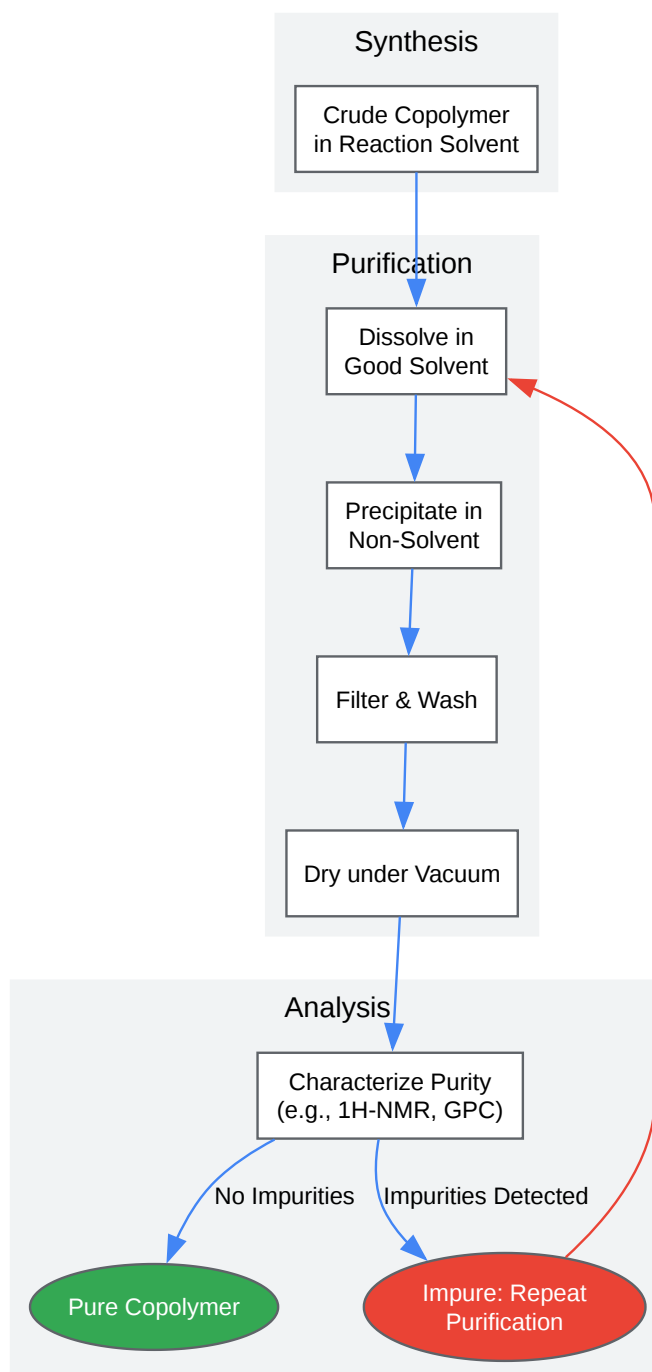 Synthesis
Crude Copolymer
in Reaction Solvent
Purification
Dissolve in
Good Solvent
Precipitate in
Non-Solvent
Filter & Wash
Dry under Vacuum
Analysis
Characterize Purity
(e.g., 1H-NMR, GPC)
No Impurities
Impurities Detected
Pure Copolymer
Impure: Repeat
Purification